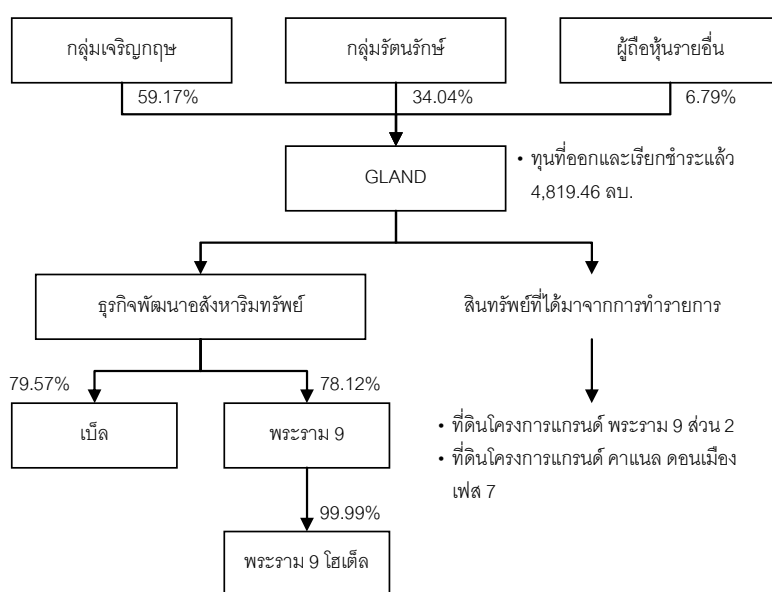 กลุ่มเจริญกฤษ
กลุ่มรัตนรักษ์
ผู้ถือหุ้นรายอื่น
59.17%
34.04%
6.79%
GLAND
• ทุนที่ออกและเรียกชำระแล้ว
4,819.46 ลบ.
ธุรกิจพัฒนาอสังหาริมทรัพย์
สินทรัพย์ที่ได้มาจากการทำรายการ
79.57%
78.12%
เบ็ล
พระราม 9
• ที่ดินโครงการแกรนด์ พระราม 9 ส่วน 2
• ที่ดินโครงการแกรนด์ คาแนล ดอนเมือง
เฟส 7
99.99%
พระราม 9 โฮเต็ล